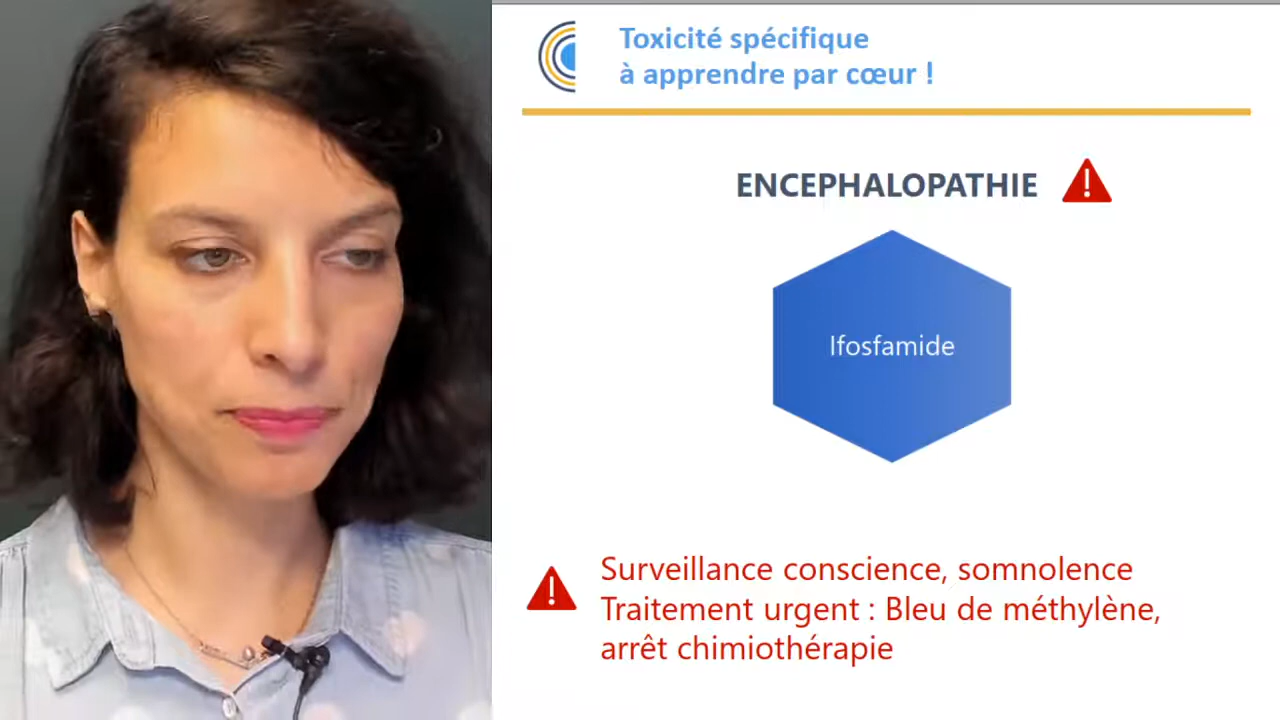 Toxicité spécifique
à apprendre par cœur !
ENCEPHALOPATHIE
Ifosfamide
Surveillance conscience, somnolence
Traitement urgent : Bleu de méthylène,
arrêt chimiothérapie